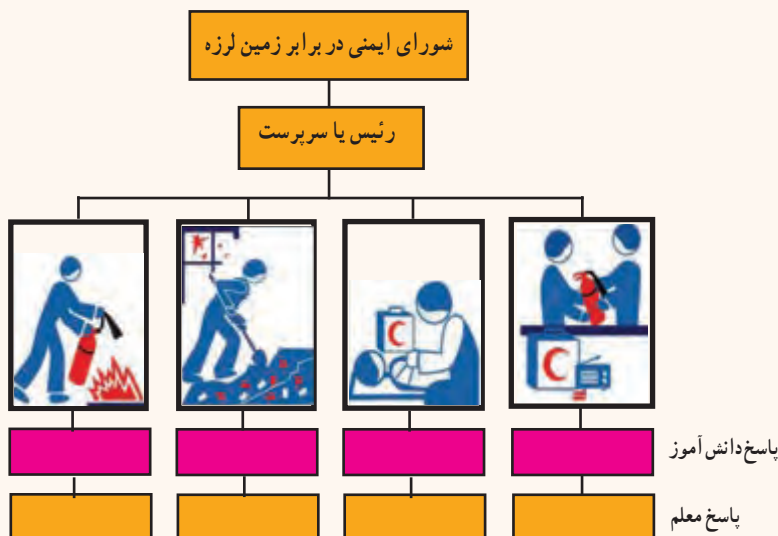 شورای ایمنی در برابر زمین لرزه
رئیس یا سرپرست
پاسخ دانش آموز
پاسخ معلم